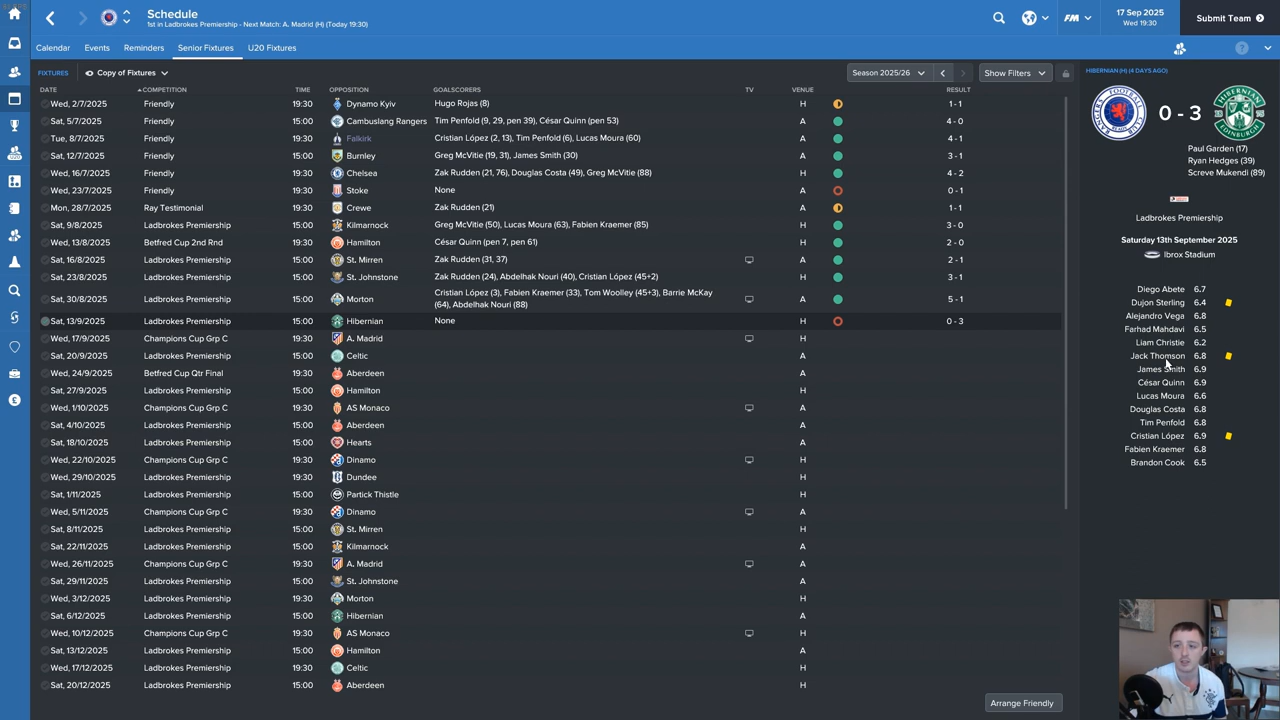 Schedule
1st in Ladbrokes Premiership - Next Match: A. Madrid (H) (Today 19:30)
FM
17 Sep 2025
Wed 19:30
Submit Team
Calendar Events Reminders Senior Fixtures U20 Fixtures
FIXTURES Copy of Fixtures Season 2025/26 Show Filters
DATE COMPETITION TIME OPPOSITION GOALSCORERS TV VENUE RESULT
Wed, 2/7/2025 Friendly 19:30 Dynamo Kyiv Hugo Rojas (8) H 1 - 1
Sat, 5/7/2025 Friendly 15:00 Cambuslang Rangers Tim Penfold (9, 29, pen 39), César Quinn (pen 53) A 4 - 0
Tue, 8/7/2025 Friendly 19:30 Falkirk Cristian López (2, 13), Tim Penfold (6), Lucas Moura (60) A 4 - 1
Sat, 12/7/2025 Friendly 15:00 Burnley Greg McVitie (19, 31), James Smith (30) A 3 - 1
Wed, 16/7/2025 Friendly 19:30 Chelsea Zak Rudden (21, 76), Douglas Costa (49), Greg McVitie (88) H 4 - 2
Wed, 23/7/2025 Friendly 19:30 Stoke None H 0 - 1
Mon, 28/7/2025 Ray Testimonial 19:30 Crewe Zak Rudden (21) A 1 - 1
Sat, 9/8/2025 Ladbrokes Premiership 15:00 Kilmarnock Greg McVitie (50), Lucas Moura (63), Fabien Kraemer (85) H 3 - 0
Wed, 13/8/2025 Betfred Cup 2nd Rnd 19:30 Hamilton César Quinn (pen 7, pen 61) H 2 - 0
Sat, 16/8/2025 Ladbrokes Premiership 15:00 St. Mirren Zak Rudden (31, 37) A 2 - 1
Sat, 23/8/2025 Ladbrokes Premiership 15:00 St. Johnstone Zak Rudden (24), Abdelhak Nouri (40), Cristian López (45+2) H 3 - 1
Sat, 30/8/2025 Ladbrokes Premiership 15:00 Morton Cristian López (3), Fabien Kraemer (33), Tom Woolley (45+3), Barrie McKay (64), Abdelhak Nouri (88) A 5 - 1
Sat, 13/9/2025 Ladbrokes Premiership 15:00 Hibernian None H 0 - 3
Wed, 17/9/2025 Champions Cup Grp C 19:30 A. Madrid H
Sat, 20/9/2025 Ladbrokes Premiership 15:00 Celtic A
Wed, 24/9/2025 Betfred Cup Qtr Final 19:30 Aberdeen A
Sat, 27/9/2025 Ladbrokes Premiership 15:00 Hamilton H
Wed, 1/10/2025 Champions Cup Grp C 19:30 AS Monaco A
Sat, 4/10/2025 Ladbrokes Premiership 15:00 Aberdeen A
Sat, 18/10/2025 Ladbrokes Premiership 15:00 Hearts A
Wed, 22/10/2025 Champions Cup Grp C 19:30 Dinamo H
Wed, 29/10/2025 Ladbrokes Premiership 19:30 Dundee H
Sat, 1/11/2025 Ladbrokes Premiership 15:00 Partick Thistle H
Wed, 5/11/2025 Champions Cup Grp C 19:30 Dinamo A
Sat, 8/11/2025 Ladbrokes Premiership 15:00 St. Mirren H
Sat, 22/11/2025 Ladbrokes Premiership 15:00 Kilmarnock A
Wed, 26/11/2025 Champions Cup Grp C 19:30 A. Madrid A
Sat, 29/11/2025 Ladbrokes Premiership 15:00 St. Johnstone A
Wed, 3/12/2025 Ladbrokes Premiership 19:30 Morton H
Sat, 6/12/2025 Ladbrokes Premiership 15:00 Hibernian A
Wed, 10/12/2025 Champions Cup Grp C 19:30 AS Monaco H
Sat, 13/12/2025 Ladbrokes Premiership 15:00 Hamilton A
Wed, 17/12/2025 Ladbrokes Premiership 19:30 Celtic H
Sat, 20/12/2025 Ladbrokes Premiership 15:00 Aberdeen H
Arrange Friendly
HIBERNIAN (H) (4 DAYS AGO)
0 - 3
Paul Garden (17)
Ryan Hedges (39)
Screve Mukendi (89)
Ladbrokes Premiership
Saturday 13th September 2025
Ibrox Stadium
Diego Abete 6.7
Dujon Sterling 6.4
Alejandro Vega 6.8
Farhad Mahdavi 6.5
Liam Christie 6.2
Jack Thomson 6.8
James Smith 6.9
César Quinn 6.9
Lucas Moura 6.6
Douglas Costa 6.8
Tim Penfold 6.8
Cristian López 6.9
Fabien Kraemer 6.8
Brandon Cook 6.5